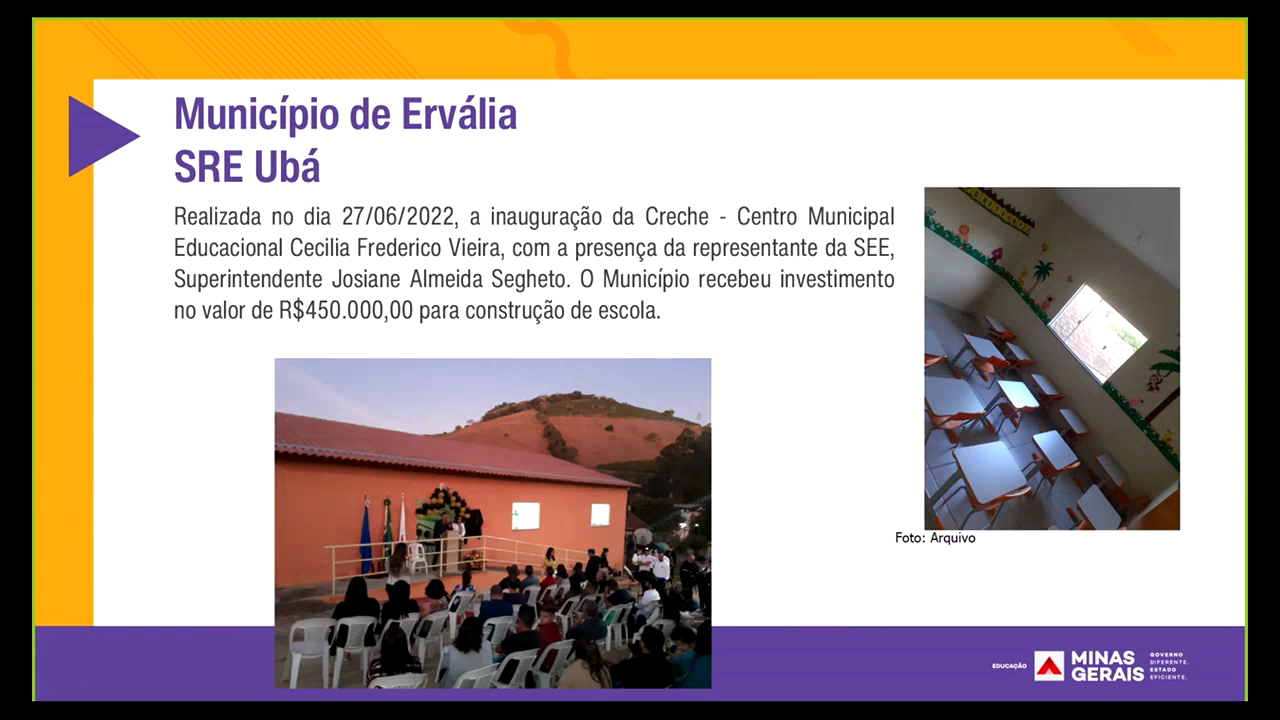 Município de Ervália
SRE Ubá
Realizada no dia 27/06/2022, a inauguração da Creche - Centro Municipal
Educacional Cecilia Frederico Vieira, com a presença da representante da SEE,
Superintendente Josiane Almeida Segheto. O Município recebeu investimento
no valor de R$450.000,00 para construção de escola.
Foto: Arquivo
EDUCAÇÃO
MINAS
GERAIS
GOVERNO
DIFERENTE.
ESTADO
EFICIENTE.